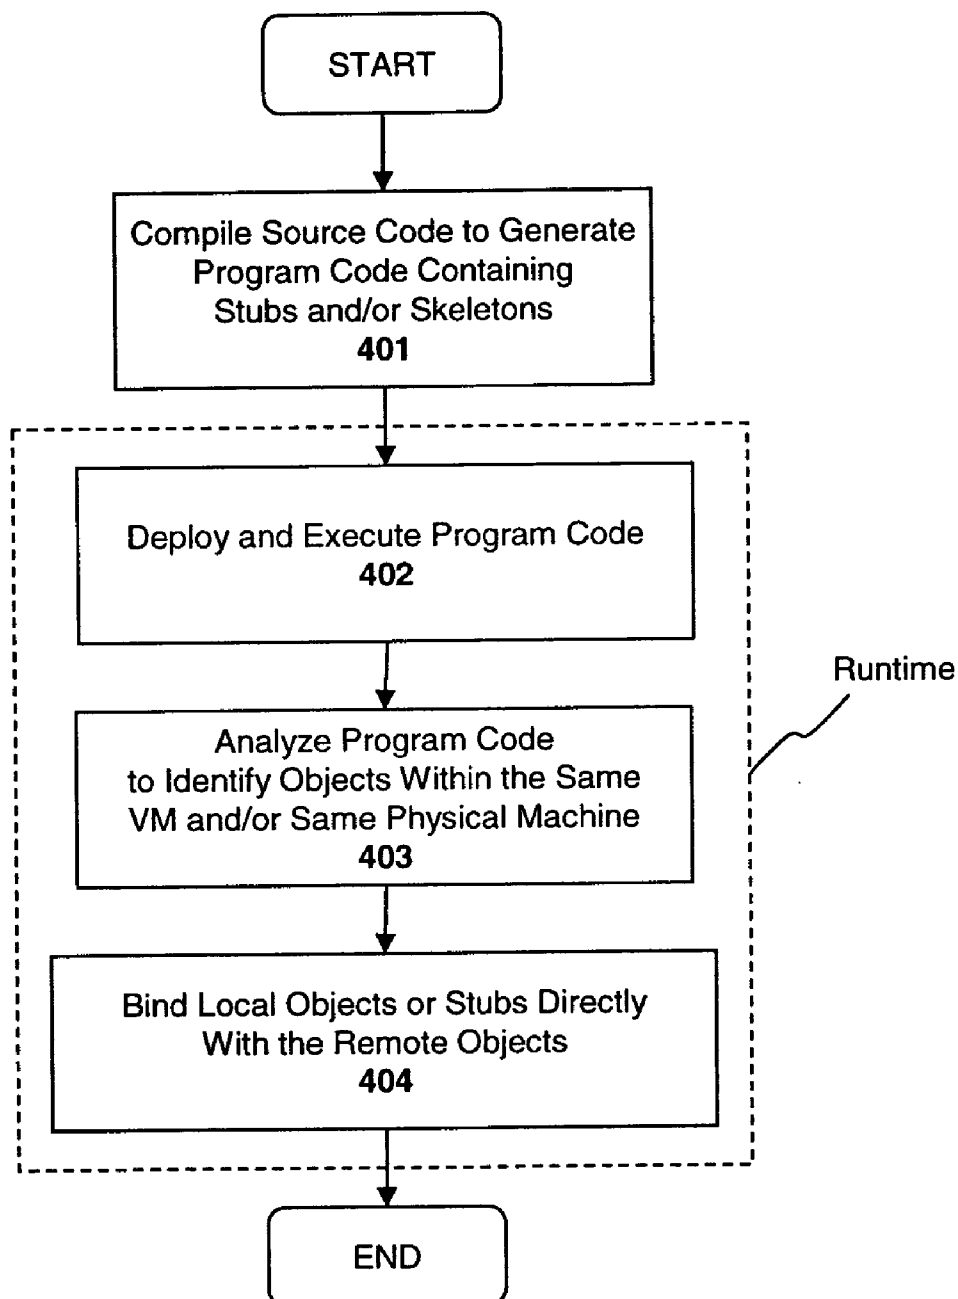 START
Compile Source Code to Generate
Program Code Containing
Stubs and/or Skeletons
401
Deploy and Execute Program Code
402
Runtime
Analyze Program Code
to Identify Objects Within the Same
VM and/or Same Physical Machine
403
Bind Local Objects or Stubs Directly
With the Remote Objects
404
END